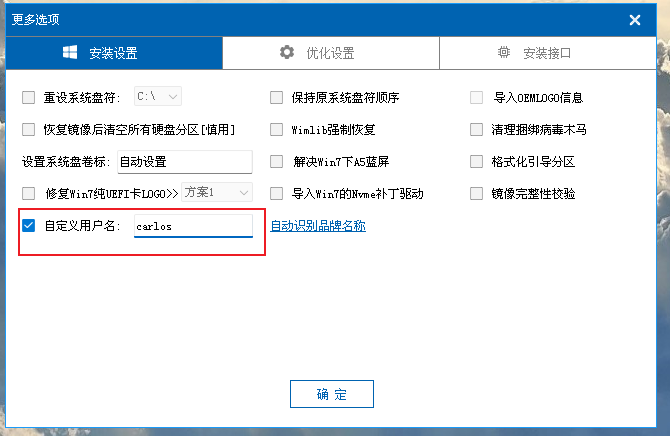 更多选项
安装设置 优化设置 安装接口
重设系统盘符: C:\ 保持原系统盘符顺序 导入OEMLOGO信息
恢复镜像后清空所有硬盘分区[慎用] Wimlib强制恢复 清理捆绑病毒木马
设置系统盘卷标: 自动设置 解决Win7下A5蓝屏 格式化引导分区
修复Win7纯UEFI卡LOGO>> 方案1 导入Win7的Nvme补丁驱动 镜像完整性校验
自定义用户名: carlos 自动识别品牌名称
确 定